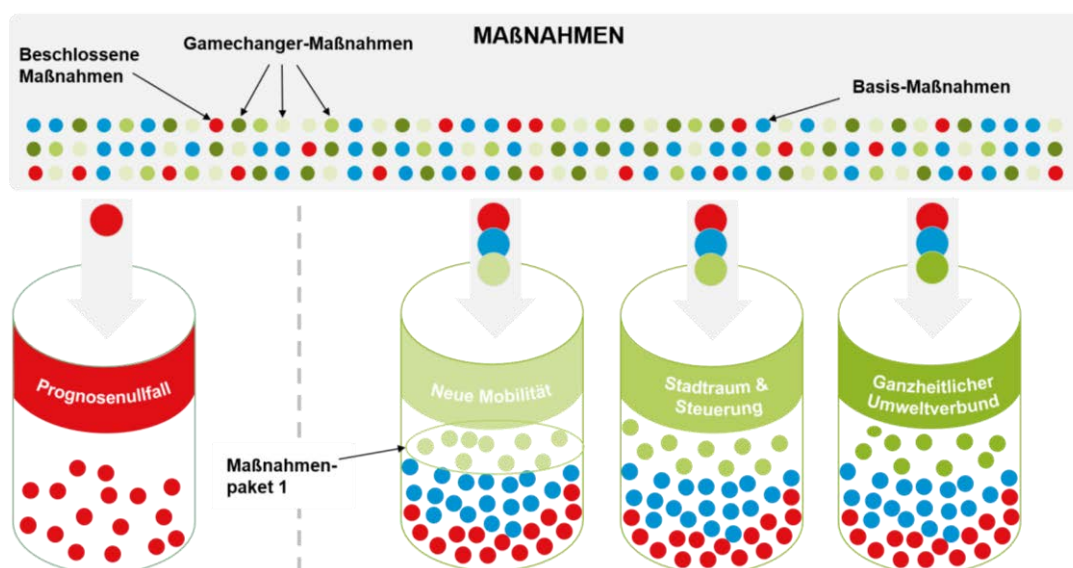 MAßNAHMEN
Beschlossene
Maßnahmen
Gamechanger-Maßnahmen
Basis-Maßnahmen
Prognosenullfall
Neue Mobilität
Stadtraum &
Steuerung
Ganzheitlicher
Umweltverbund
Maßnahmen-
paket 1